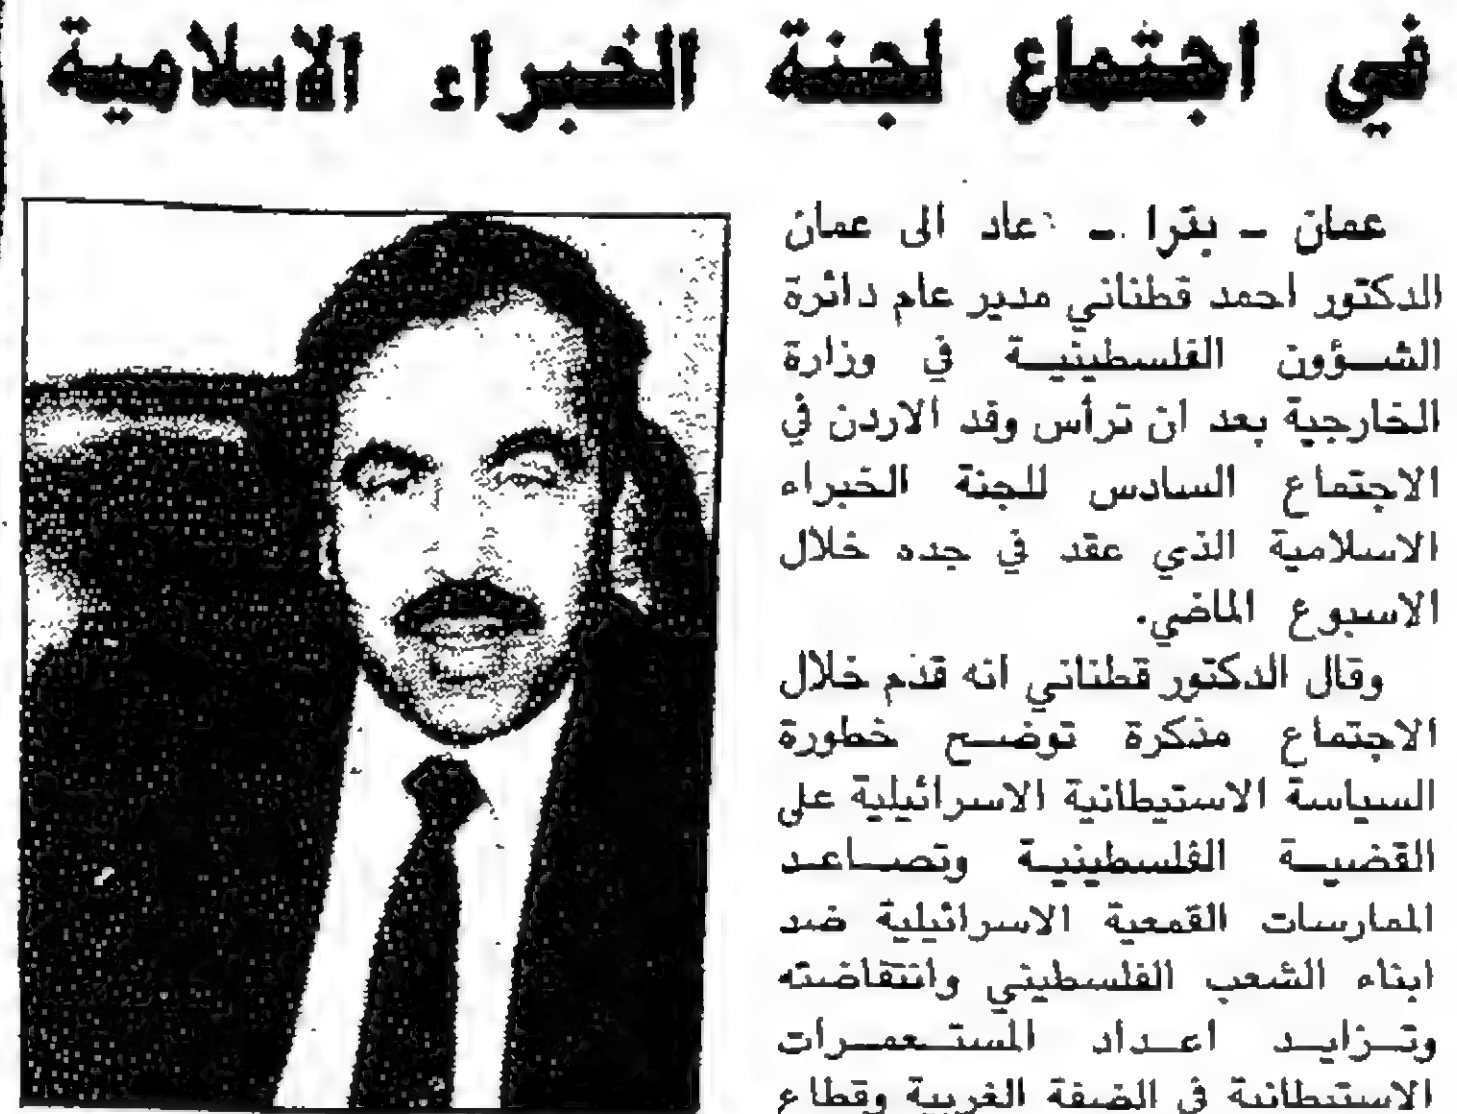 في اجتماع لجنة الخبراء الاسلامية
عمان - بترا - عاد الى عمان
الدكتور احمد قطناني مدير عام دائرة
الشؤون الفلسطينية في وزارة
الخارجية بعد ان ترأس وفد الاردن في
الاجتماع السادس للجنة الخبراء
الاسلامية الذي عقد في جده خلال
الاسبوع الماضي.
وقال الدكتور قطناني انه قدم خلال
الاجتماع مذكرة توضح خطورة
السياسة الاستيطانية الاسرائيلية على
القضية الفلسطينية وتصاعد
الممارسات القمعية الاسرائيلية ضد
ابناء الشعب الفلسطيني وانتفاضته
وتزايد اعداد المستعمرات
الاستيطانية في الضفة الغربية وقطاع